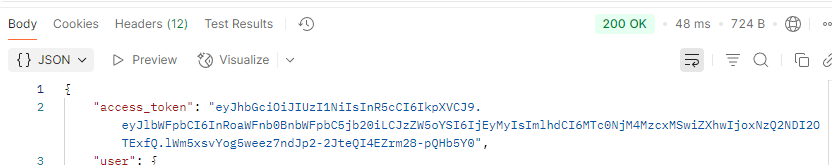 Body Cookies Headers (12) Test Results 200 OK • 48 ms • 724 B
{} JSON Preview Visualize
1 {
2 "access_token": "eyJhbGciOiJIUzI1NiIsInR5cCI6IkpXVCJ9.
eyJlbWFpbCI6InRoaWFnb0BnbWFpbC5jb20iLCJzZW5oYSI6IjEyMyIsImlhdCI6MTc0NjM4MzcxMSwiZXhwIjoxNzQ2NDI2O
TExfQ.lWm5xsvYog5weez7ndJp2-2JteQI4EZrm28-pQHb5Y0",
3 "user": {